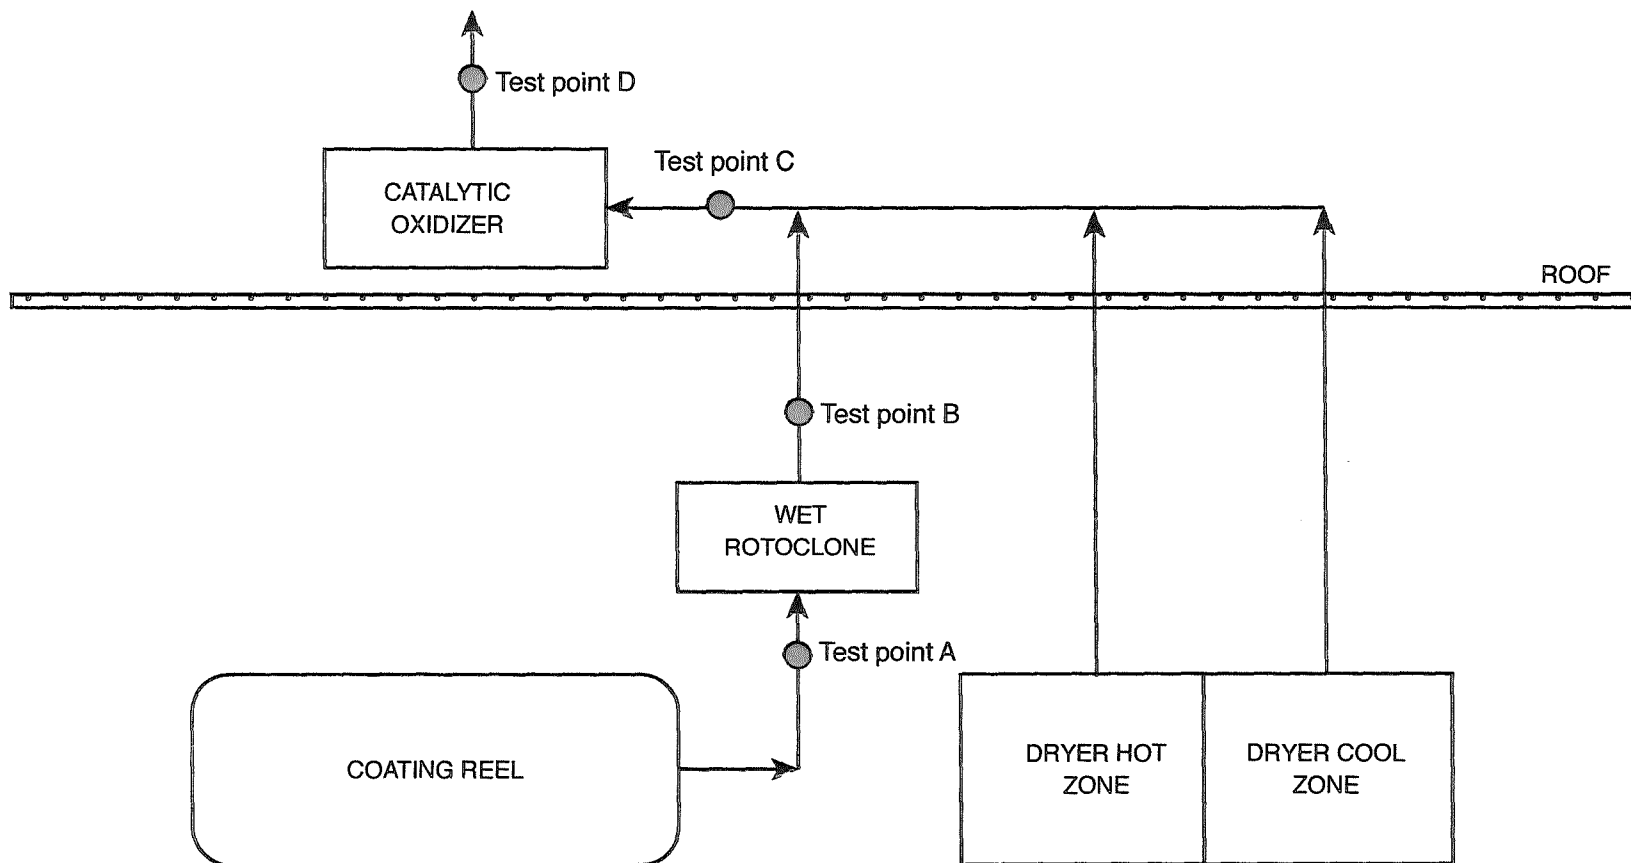 Test point D
Test point C
CATALYTIC
OXIDIZER
ROOF
Test point B
WET
ROTOCLONE
Test point A
COATING REEL
DRYER HOT
ZONE
DRYER COOL
ZONE